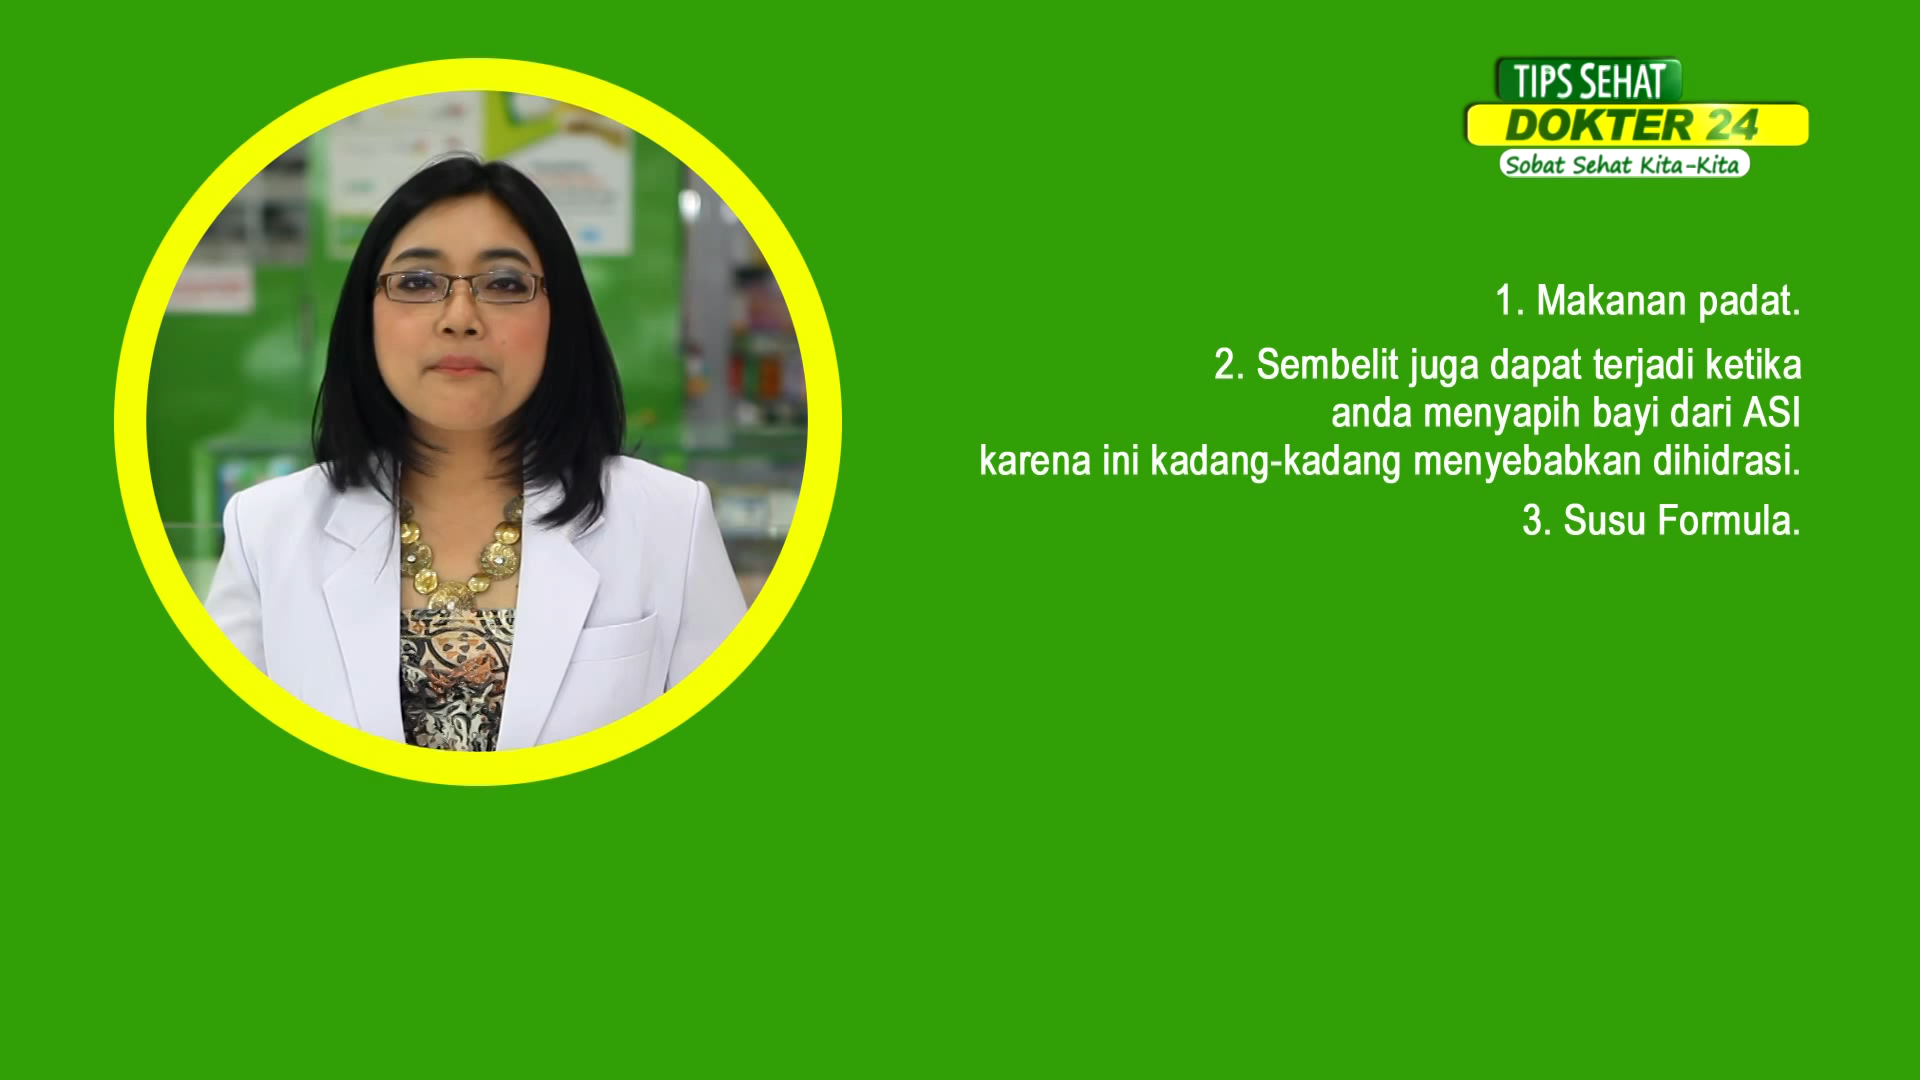 TIPS SEHAT
DOKTER 24
Sobat Sehat Kita-Kita
1. Makanan padat.
2. Sembelit juga dapat terjadi ketika
anda menyapih bayi dari ASI
karena ini kadang-kadang menyebabkan dihidrasi.
3. Susu Formula.